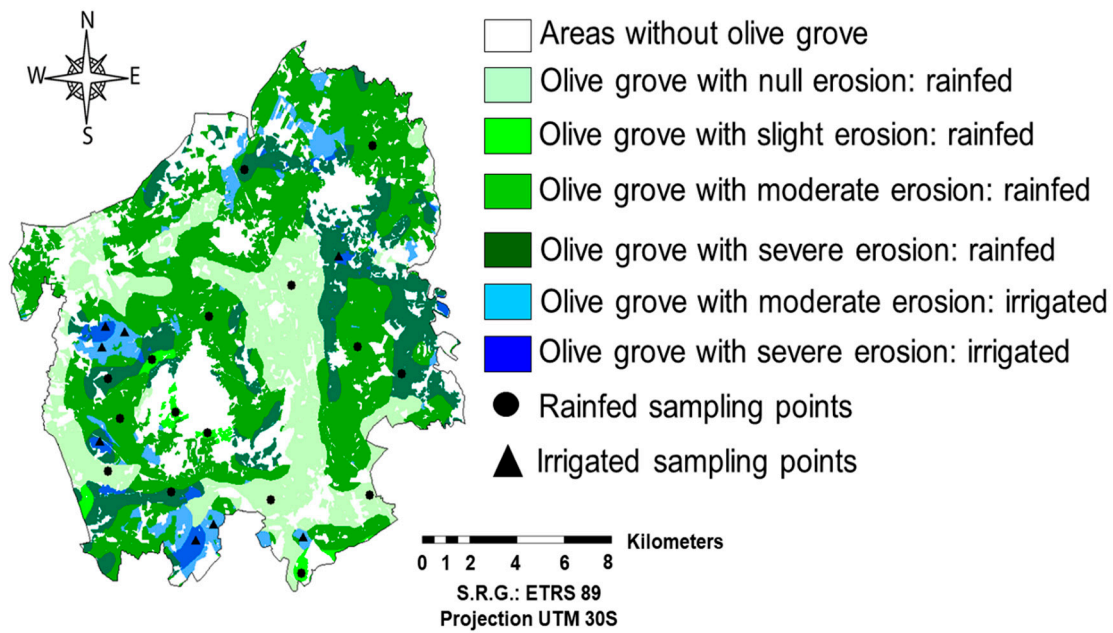 N
W E
S
Areas without olive grove
Olive grove with null erosion: rainfed
Olive grove with slight erosion: rainfed
Olive grove with moderate erosion: rainfed
Olive grove with severe erosion: rainfed
Olive grove with moderate erosion: irrigated
Olive grove with severe erosion: irrigated
Rainfed sampling points
Irrigated sampling points
Kilometers
0 1 2 4 6 8
S.R.G.: ETRS 89
Projection UTM 30S